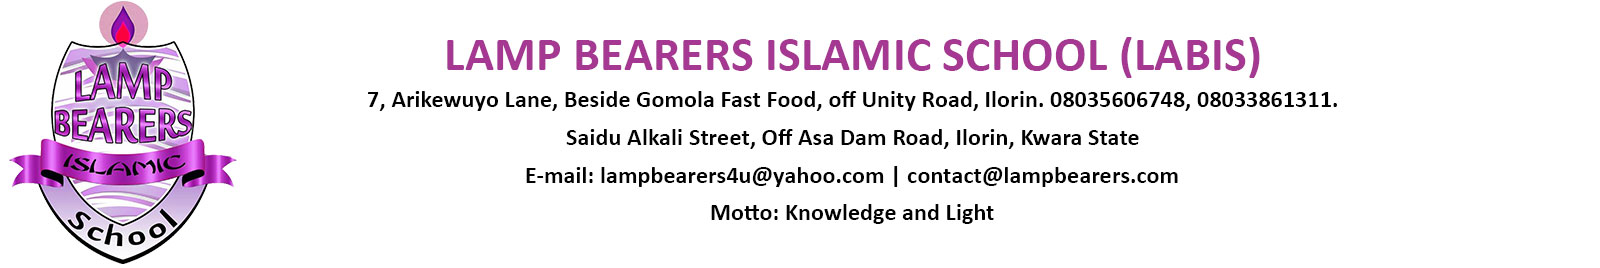 LAMP
BEARERS
ISLAMIC
School
LAMP BEARERS ISLAMIC SCHOOL (LABIS)
7, Arikewuyo Lane, Beside Gomola Fast Food, off Unity Road, Ilorin. 08035606748, 08033861311.
Saidu Alkali Street, Off Asa Dam Road, Ilorin, Kwara State
E-mail: lampbearers4u@yahoo.com | contact@lampbearers.com
Motto: Knowledge and Light